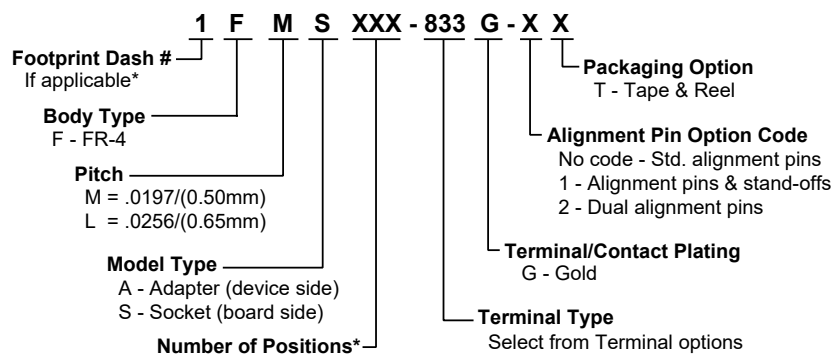 1 F M S XXX - 833 G - X X
Footprint Dash #
If applicable*
Body Type
F - FR-4
Pitch
M = .0197/(0.50mm)
L = .0256/(0.65mm)
Model Type
A - Adapter (device side)
S - Socket (board side)
Number of Positions*
Packaging Option
T - Tape & Reel
Alignment Pin Option Code
No code - Std. alignment pins
1 - Alignment pins & stand-offs
2 - Dual alignment pins
Terminal/Contact Plating
G - Gold
Terminal Type
Select from Terminal options